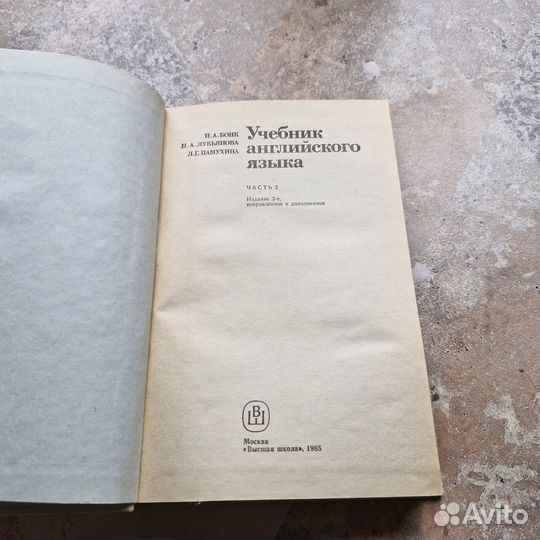 Н. А. БОНК
Н. А. ЛУКЬЯНОВА
Л. Г. ПАМУХИНА
Учебник
английского
языка
ЧАСТЬ 2
Издание 3-е,
исправленное и дополненное
ВШ
Москва
«Высшая школа», 1985
Avito